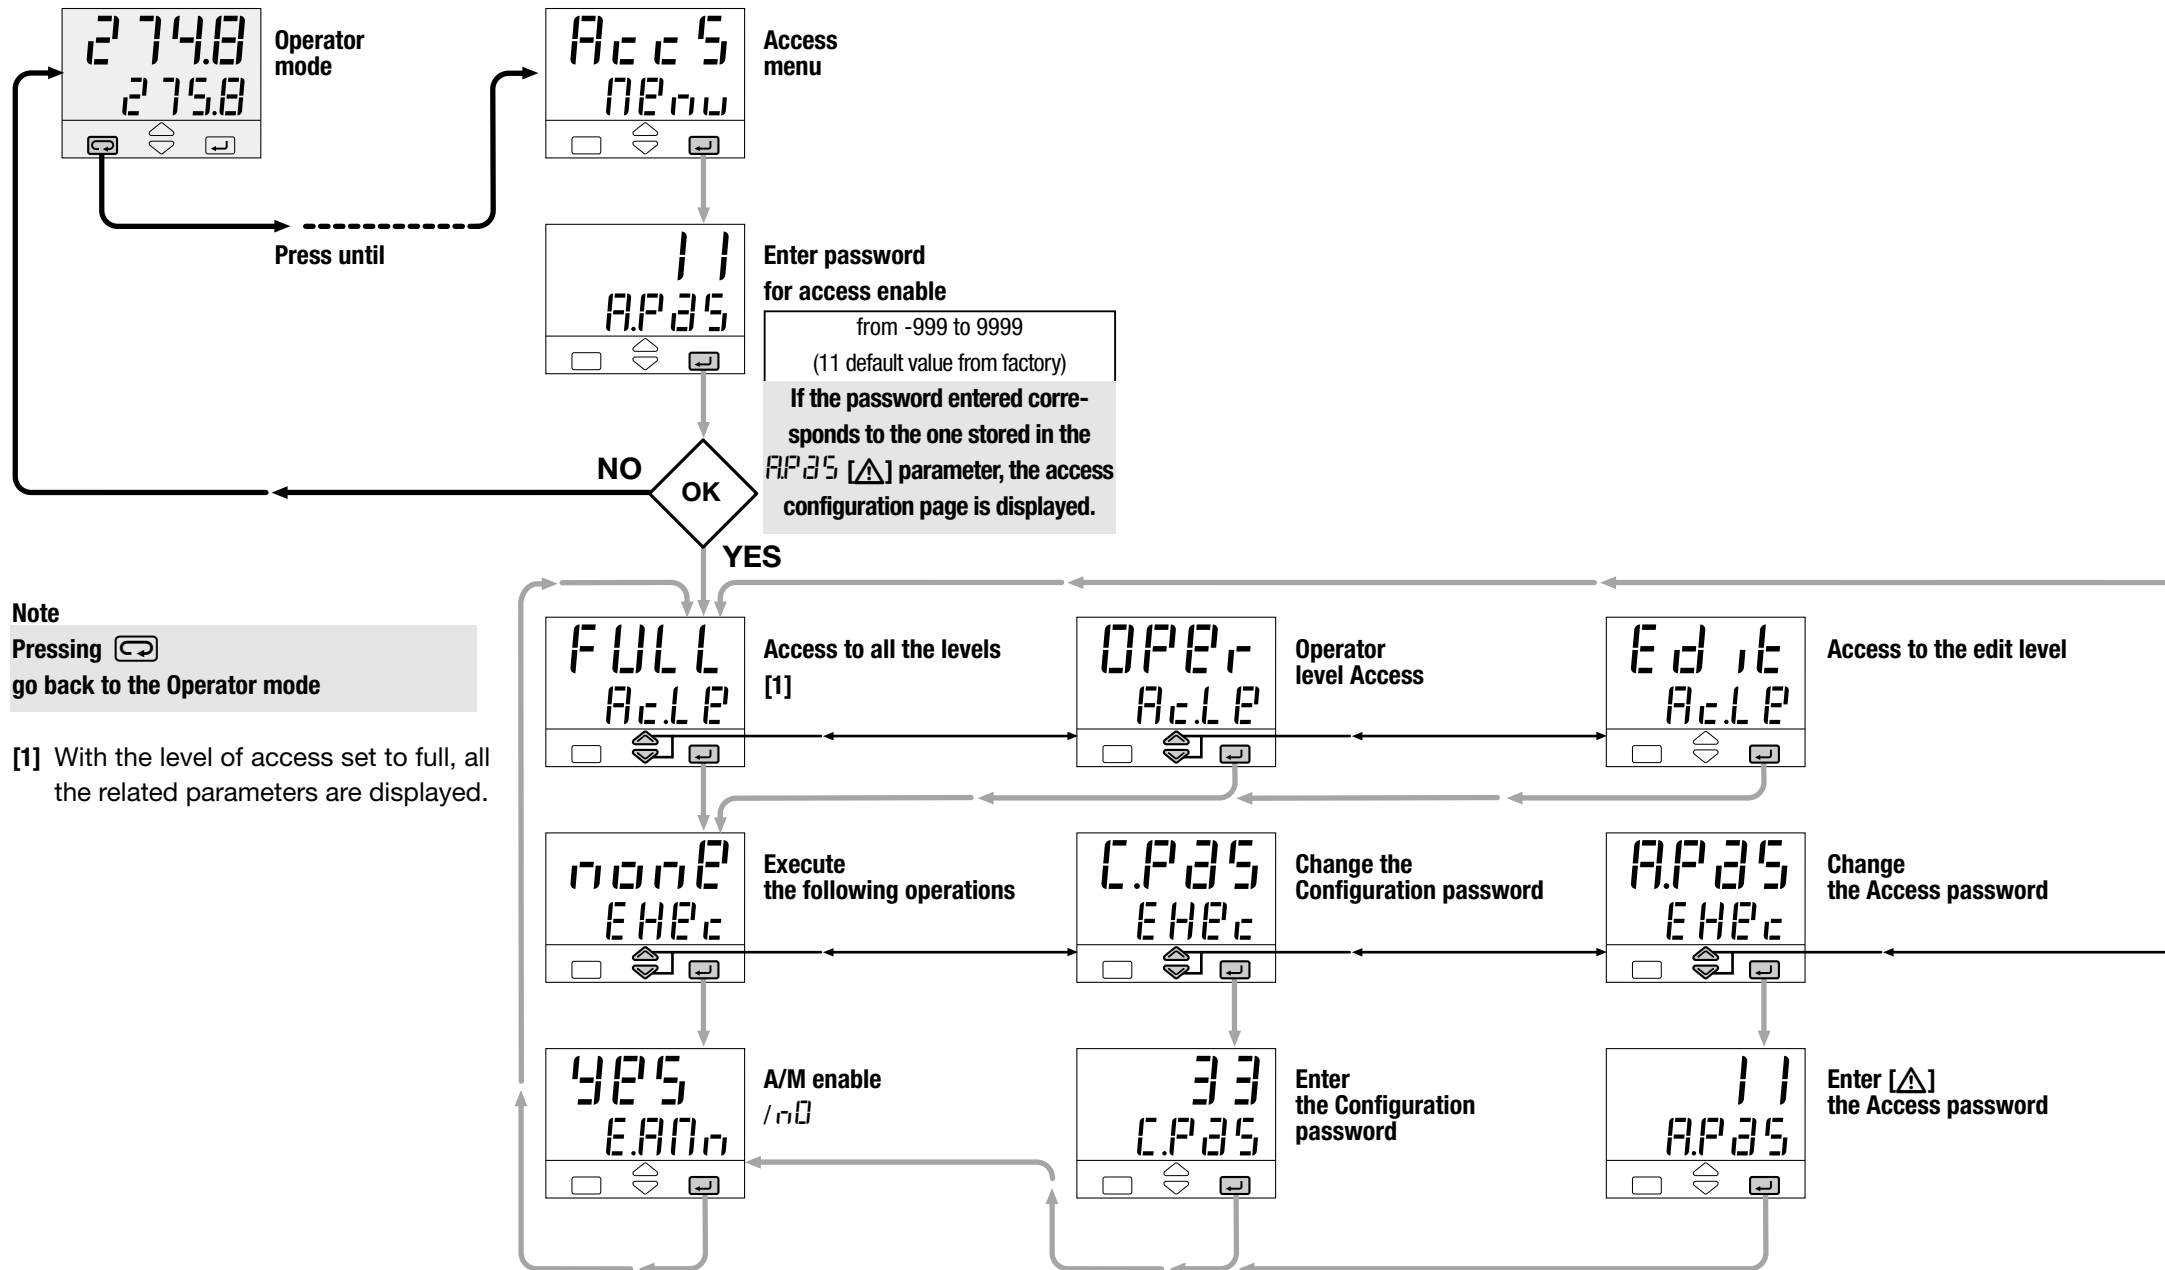 274.8
275.8
Operator
mode
AccS
MEnu
Access
menu
Press until
11
A.PaS
Enter password
for access enable
from -999 to 9999
(11 default value from factory)
If the password entered corre-
sponds to the one stored in the
A.PaS [⚠] parameter, the access
configuration page is displayed.
NO
OK
YES
Note
Pressing
go back to the Operator mode
[1] With the level of access set to full, all
the related parameters are displayed.
FULL
Ac.LE
Access to all the levels
[1]
OPEr
Ac.LE
Operator
level Access
Edit
Ac.LE
Access to the edit level
nonE
EHEc
Execute
the following operations
C.PaS
EHEc
Change the
Configuration password
A.PaS
EHEc
Change
the Access password
YES
E.AMn
A/M enable
/ nO
33
C.PaS
Enter
the Configuration
password
11
A.PaS
Enter [⚠]
the Access password